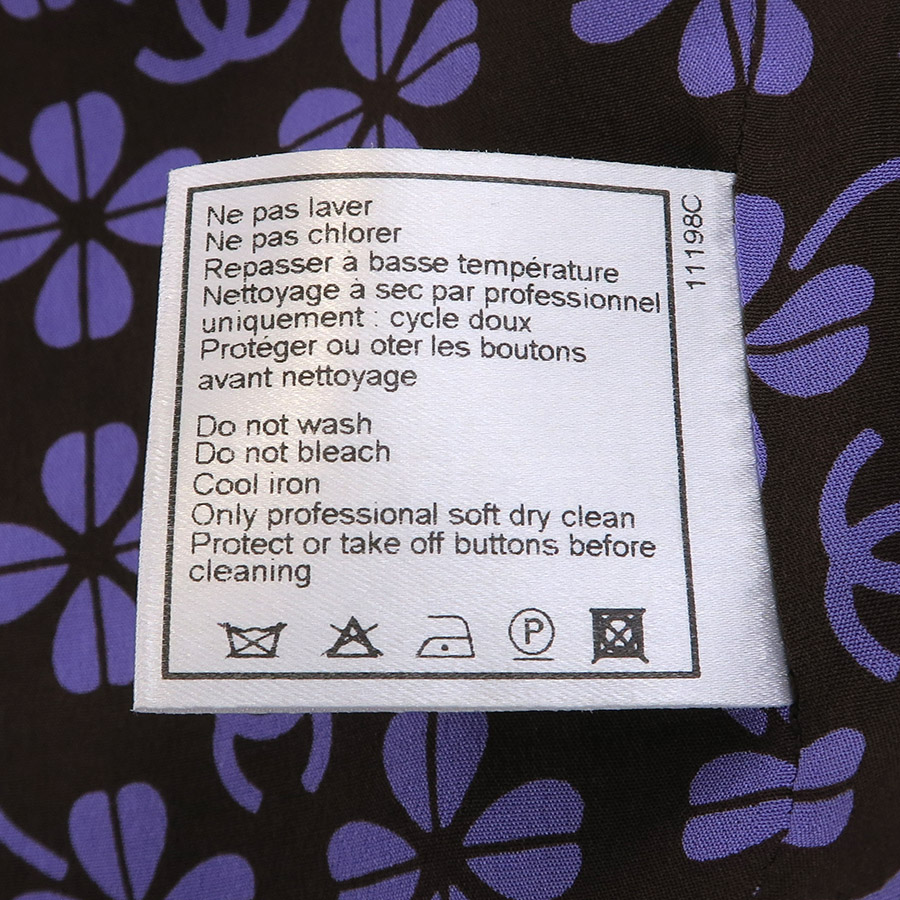 Ne pas laver
Ne pas chlorer
Repasser à basse température
Nettoyage à sec par professionnel
uniquement : cycle doux
Protéger ou oter les boutons
avant nettoyage
Do not wash
Do not bleach
Cool iron
Only professional soft dry clean
Protect or take off buttons before
cleaning
P
11198C